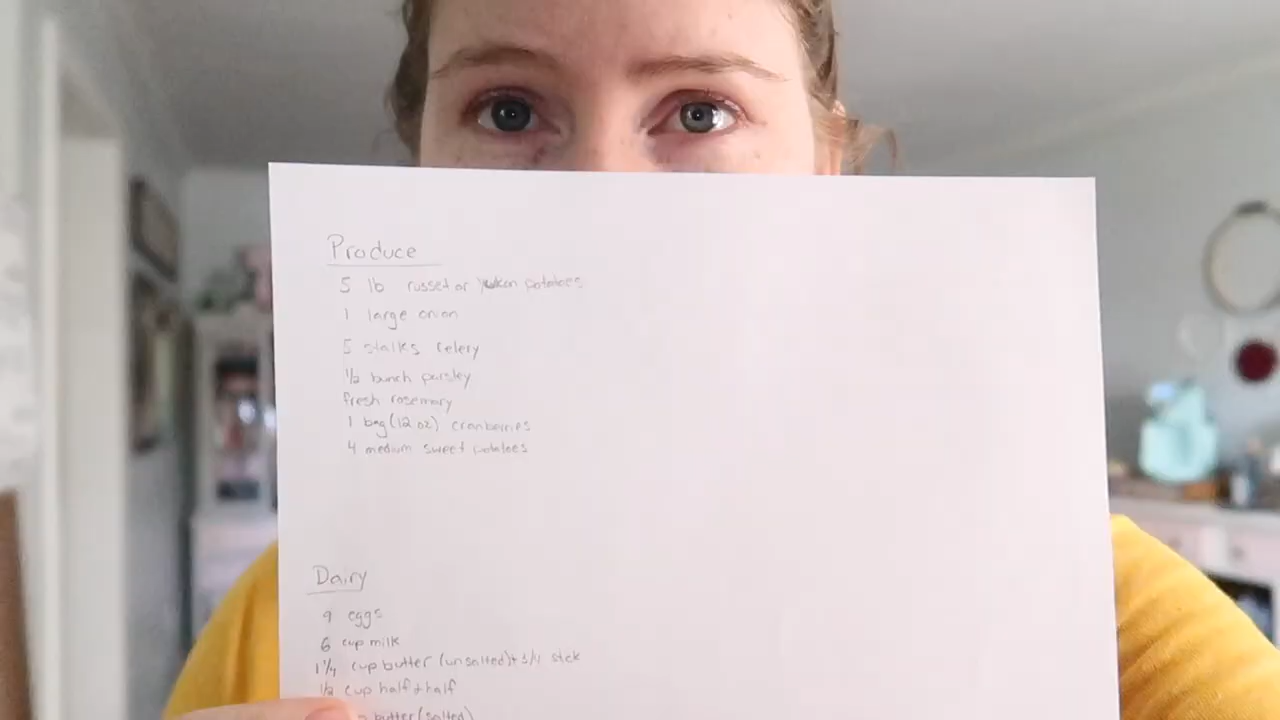 Produce
5 lb russet or Yukon potatoes
1 large onion
5 stalks celery
1/2 bunch parsley
fresh rosemary
1 bag (12 oz) cranberries
4 medium sweet potatoes
Dairy
9 eggs
6 cup milk
1 1/4 cup butter (unsalted) + 3/4 stick
1/2 cup half + half
butter (salted)